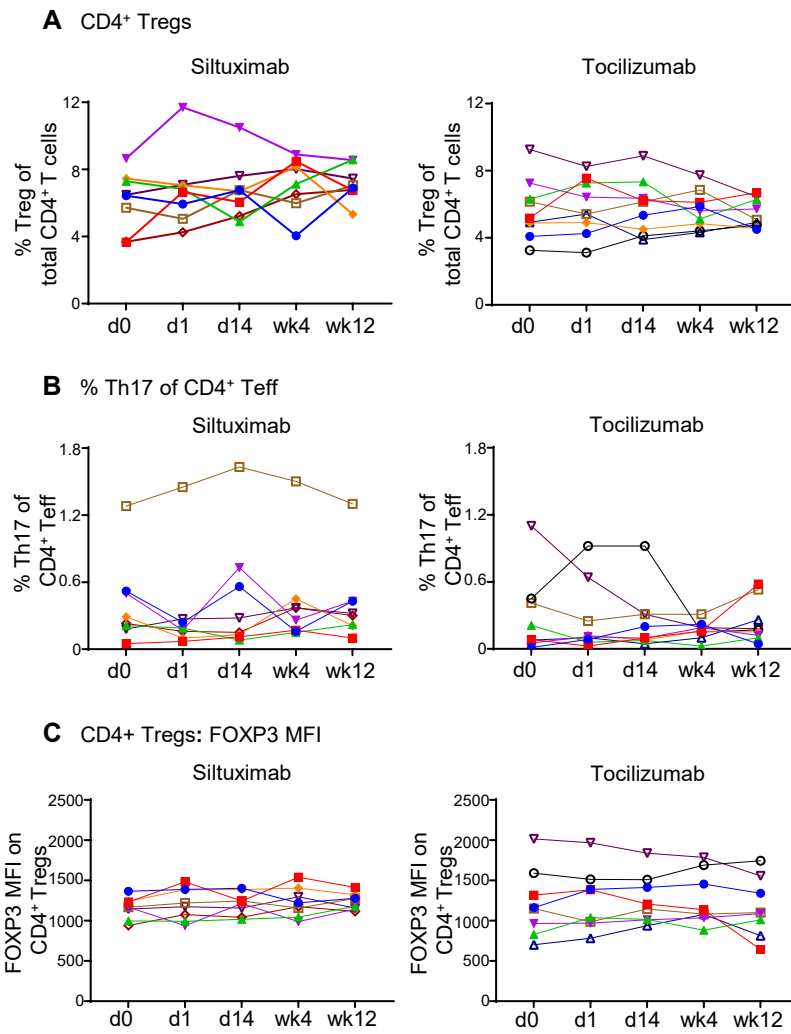 A CD4⁺ Tregs
Siltuximab
Tocilizumab
% Treg of
total CD4⁺ T cells
12
8
4
0
d0 d1 d14 wk4 wk12
% Treg of
total CD4⁺ T cells
12
8
4
0
d0 d1 d14 wk4 wk12
B % Th17 of CD4⁺ Teff
Siltuximab
Tocilizumab
% Th17 of
CD4⁺ Teff
1.8
1.2
0.6
0
d0 d1 d14 wk4 wk12
% Th17 of
CD4⁺ Teff
1.8
1.2
0.6
0
d0 d1 d14 wk4 wk12
C CD4+ Tregs: FOXP3 MFI
Siltuximab
Tocilizumab
FOXP3 MFI on
CD4⁺ Tregs
2500
2000
1500
1000
500
0
d0 d1 d14 wk4 wk12
FOXP3 MFI on
CD4⁺ Tregs
2500
2000
1500
1000
500
0
d0 d1 d14 wk4 wk12